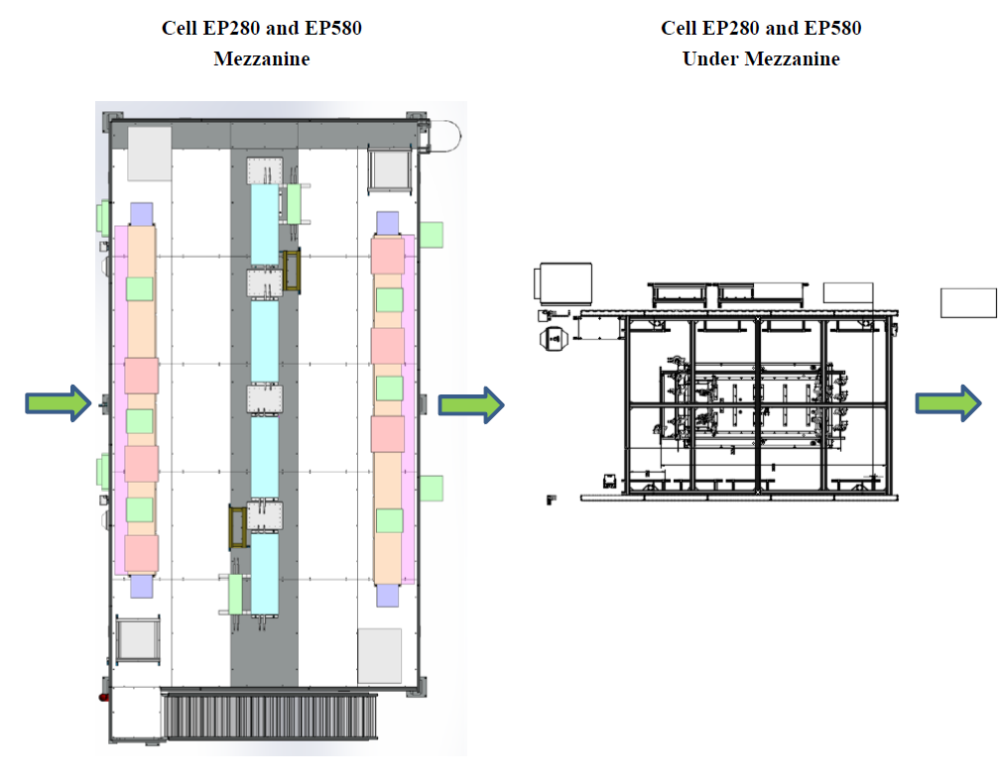 Cell EP280 and EP580
Mezzanine
Cell EP280 and EP580
Under Mezzanine